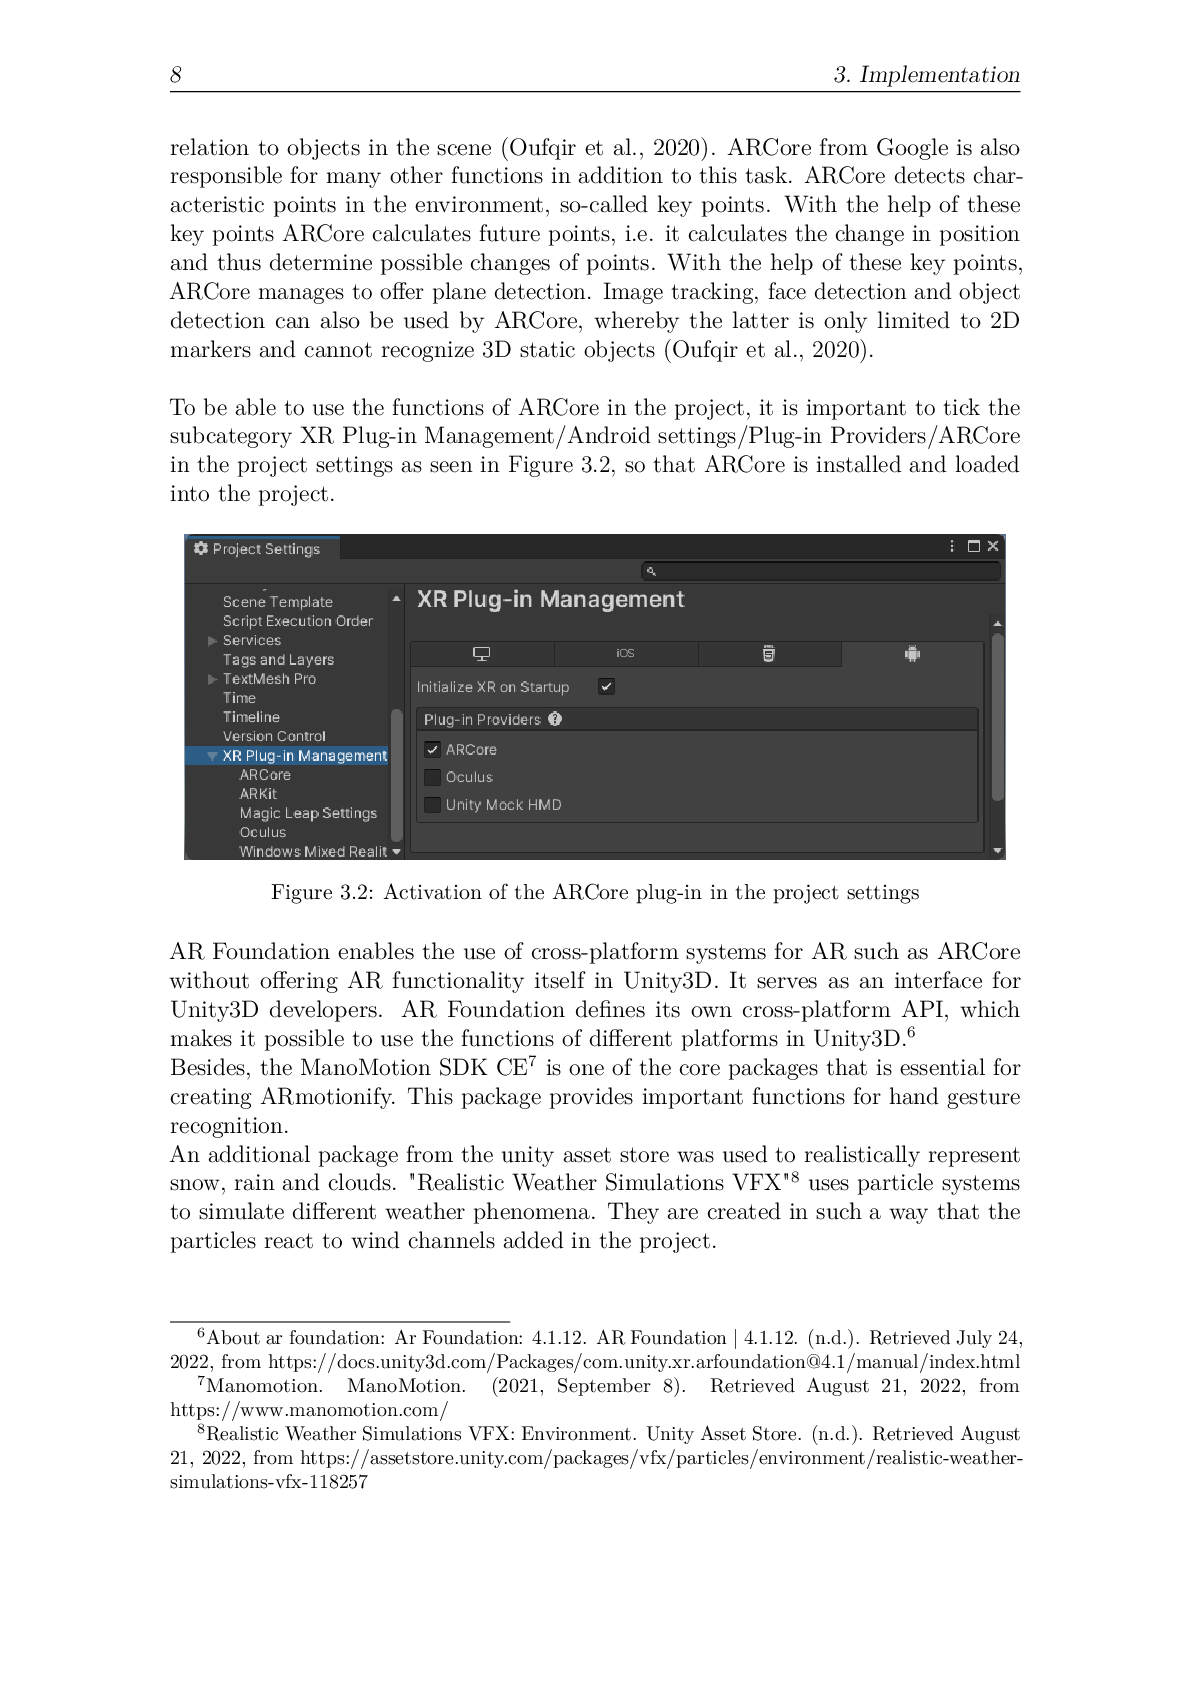 8 3. Implementation
relation to objects in the scene (Oufqir et al., 2020). ARCore from Google is also
responsible for many other functions in addition to this task. ARCore detects char-
acteristic points in the environment, so-called key points. With the help of these
key points ARCore calculates future points, i.e. it calculates the change in position
and thus determine possible changes of points. With the help of these key points,
ARCore manages to offer plane detection. Image tracking, face detection and object
detection can also be used by ARCore, whereby the latter is only limited to 2D
markers and cannot recognize 3D static objects (Oufqir et al., 2020).
To be able to use the functions of ARCore in the project, it is important to tick the
subcategory XR Plug-in Management/Android settings/Plug-in Providers/ARCore
in the project settings as seen in Figure 3.2, so that ARCore is installed and loaded
into the project.
Project Settings
Scene Template
Script Execution Order
Services
Tags and Layers
TextMesh Pro
Time
Timeline
Version Control
XR Plug-in Management
ARCore
ARKit
Magic Leap Settings
Oculus
Windows Mixed Realit
XR Plug-in Management
iOS
Initialize XR on Startup
Plug-in Providers
ARCore
Oculus
Unity Mock HMD
Figure 3.2: Activation of the ARCore plug-in in the project settings
AR Foundation enables the use of cross-platform systems for AR such as ARCore
without offering AR functionality itself in Unity3D. It serves as an interface for
Unity3D developers. AR Foundation defines its own cross-platform API, which
makes it possible to use the functions of different platforms in Unity3D.6
Besides, the ManoMotion SDK CE7 is one of the core packages that is essential for
creating ARmotionify. This package provides important functions for hand gesture
recognition.
An additional package from the unity asset store was used to realistically represent
snow, rain and clouds. "Realistic Weather Simulations VFX"8 uses particle systems
to simulate different weather phenomena. They are created in such a way that the
particles react to wind channels added in the project.
6About ar foundation: Ar Foundation: 4.1.12. AR Foundation | 4.1.12. (n.d.). Retrieved July 24,
2022, from https://docs.unity3d.com/Packages/com.unity.xr.arfoundation@4.1/manual/index.html
7Manomotion. ManoMotion. (2021, September 8). Retrieved August 21, 2022, from
https://www.manomotion.com/
8Realistic Weather Simulations VFX: Environment. Unity Asset Store. (n.d.). Retrieved August
21, 2022, from https://assetstore.unity.com/packages/vfx/particles/environment/realistic-weather-
simulations-vfx-118257